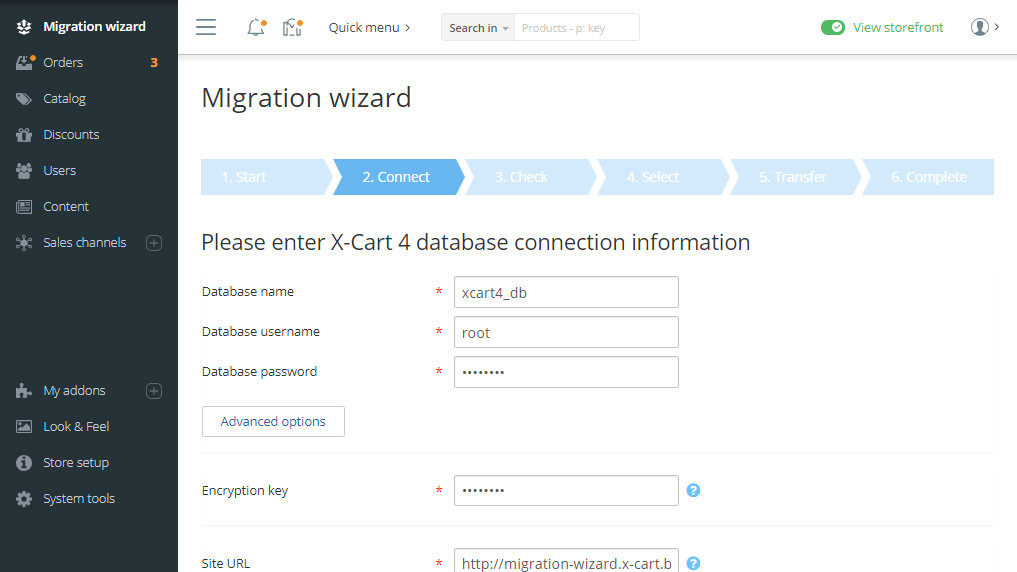 Migration wizard
Orders 3
Catalog
Discounts
Users
Content
Sales channels
My addons
Look & Feel
Store setup
System tools
Quick menu
Search in Products - p: key
View storefront
Migration wizard
1. Start 2. Connect 3. Check 4. Select 5. Transfer 6. Complete
Please enter X-Cart 4 database connection information
Database name * xcart4_db
Database username * root
Database password * ••••••••
Advanced options
Encryption key * •••••••• ?
Site URL * http://migration-wizard.x-cart.b ?